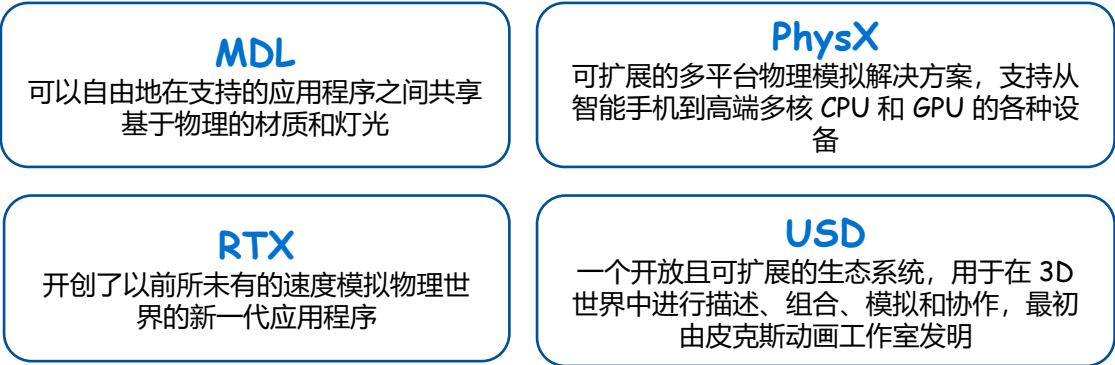 MDL
可以自由地在支持的应用程序之间共享
基于物理的材质和灯光
PhysX
可扩展的多平台物理模拟解决方案，支持从
智能手机到高端多核 CPU 和 GPU 的各种设
备
RTX
开创了以前所未有的速度模拟物理世
界的新一代应用程序
USD
一个开放且可扩展的生态系统，用于在 3D
世界中进行描述、组合、模拟和协作，最初
由皮克斯动画工作室发明